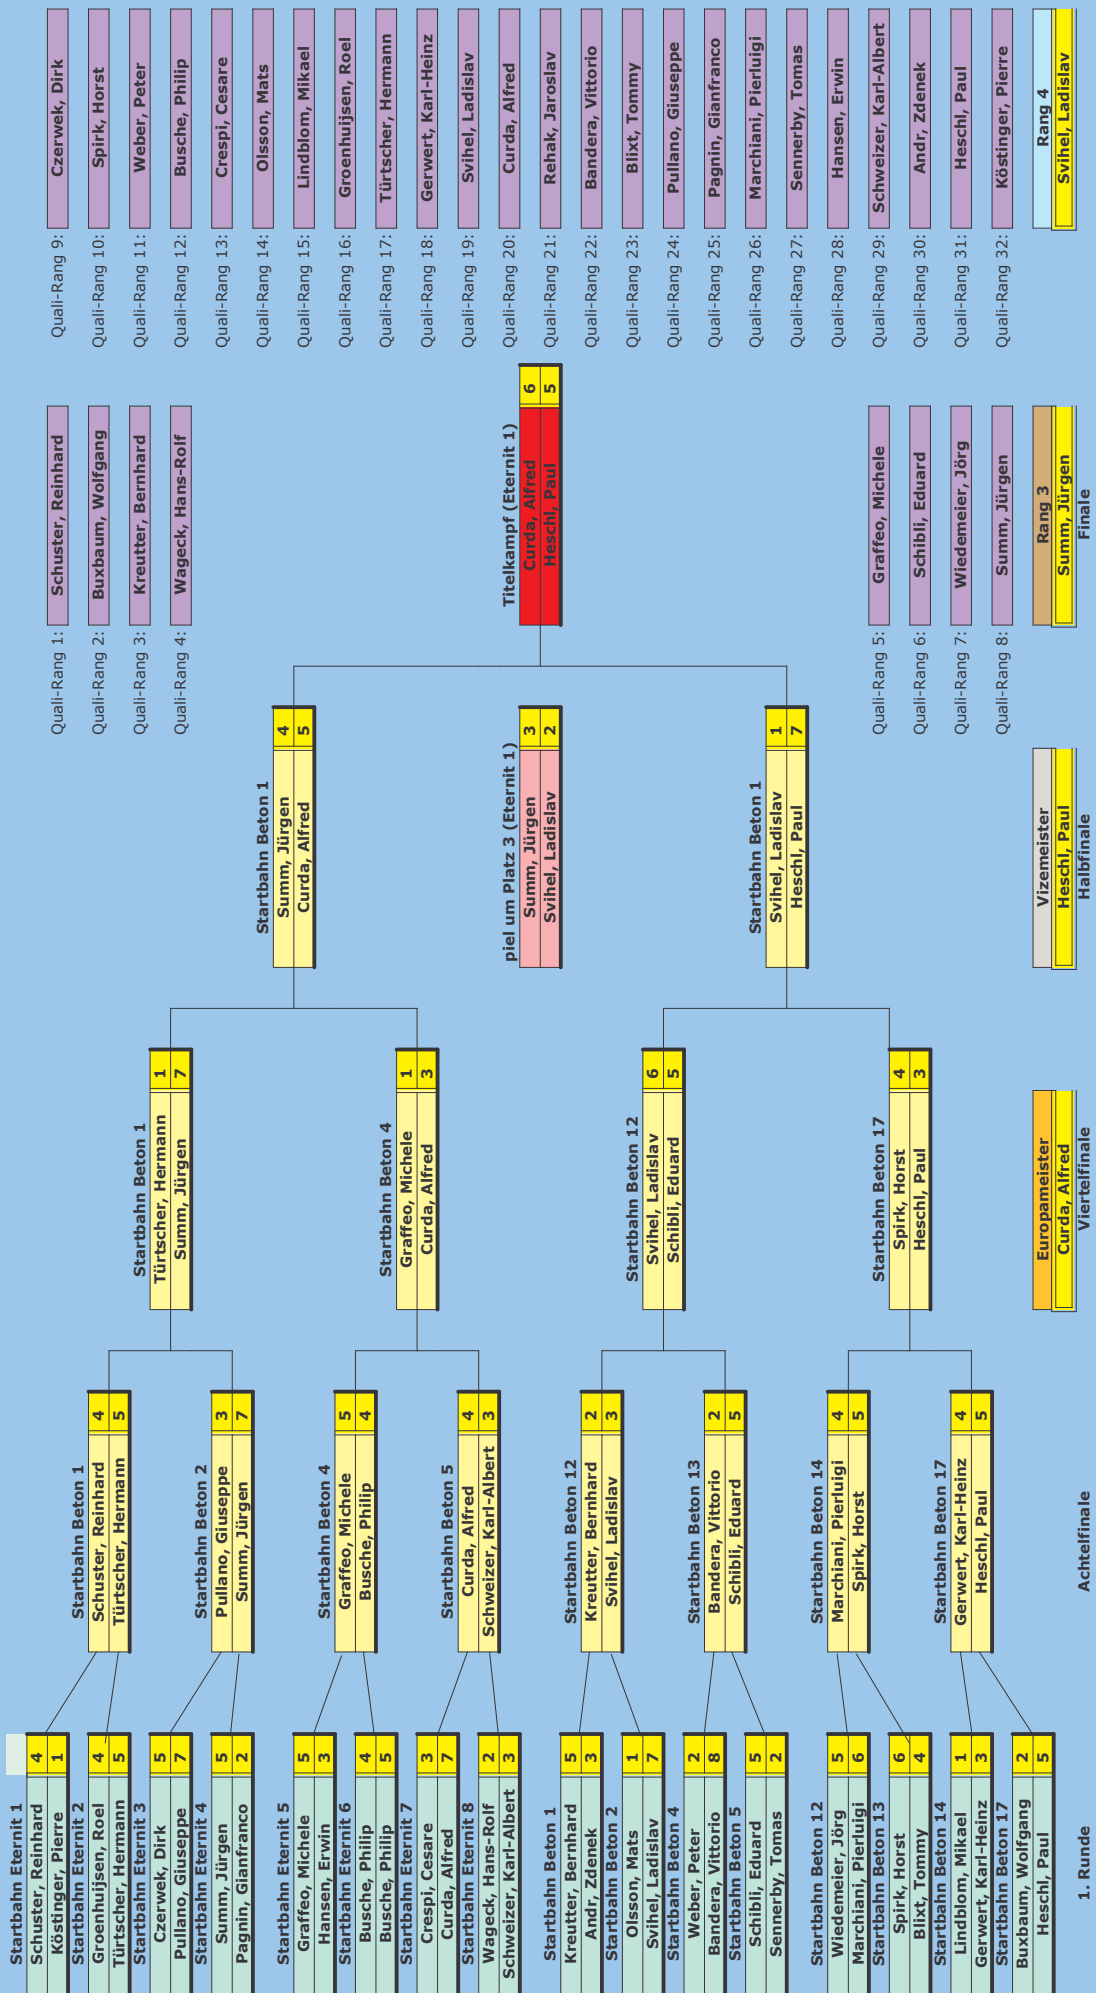 Startbahn Eternit 1
Schuster, Reinhard 4
Köstinger, Pierre 1
Startbahn Eternit 2
Groenhuijsen, Roel 4
Türtscher, Hermann 5
Startbahn Eternit 3
Czerwek, Dirk 5
Pullano, Giuseppe 7
Startbahn Eternit 4
Summ, Jürgen 5
Pagnin, Gianfranco 2
Startbahn Eternit 5
Graffeo, Michele 5
Hansen, Erwin 3
Startbahn Eternit 6
Busche, Philip 4
Busche, Philip 5
Startbahn Eternit 7
Crespi, Cesare 3
Curda, Alfred 7
Startbahn Eternit 8
Wageck, Hans-Rolf 2
Schweizer, Karl-Albert 3
Startbahn Beton 1
Kreutter, Bernhard 5
Andr, Zdenek 3
Startbahn Beton 2
Olsson, Mats 1
Svihel, Ladislav 7
Startbahn Beton 4
Weber, Peter 2
Bandera, Vittorio 8
Startbahn Beton 5
Schibli, Eduard 5
Sennerby, Tomas 2
Startbahn Beton 12
Wiedemeier, Jörg 5
Marchiani, Pierluigi 6
Startbahn Beton 13
Spirk, Horst 6
Blixt, Tommy 4
Startbahn Beton 14
Lindblom, Mikael 1
Gerwert, Karl-Heinz 3
Startbahn Beton 17
Buxbaum, Wolfgang 2
Heschl, Paul 5
1. Runde
Startbahn Beton 1
Schuster, Reinhard 4
Türtscher, Hermann 5
Startbahn Beton 2
Pullano, Giuseppe 3
Summ, Jürgen 7
Startbahn Beton 4
Graffeo, Michele 5
Busche, Philip 4
Startbahn Beton 5
Curda, Alfred 4
Schweizer, Karl-Albert 3
Startbahn Beton 12
Kreutter, Bernhard 2
Svihel, Ladislav 3
Startbahn Beton 13
Bandera, Vittorio 2
Schibli, Eduard 5
Startbahn Beton 14
Marchiani, Pierluigi 4
Spirk, Horst 5
Startbahn Beton 17
Gerwert, Karl-Heinz 4
Heschl, Paul 5
Achtelfinale
Startbahn Beton 1
Türtscher, Hermann 1
Summ, Jürgen 7
Startbahn Beton 4
Graffeo, Michele 1
Curda, Alfred 3
Startbahn Beton 12
Svihel, Ladislav 6
Schibli, Eduard 5
Startbahn Beton 17
Spirk, Horst 4
Heschl, Paul 3
Europameister
Curda, Alfred
Viertelfinale
Startbahn Beton 1
Summ, Jürgen 4
Curda, Alfred 5
piel um Platz 3 (Eternit 1)
Summ, Jürgen 3
Svihel, Ladislav 2
Startbahn Beton 1
Svihel, Ladislav 1
Heschl, Paul 7
Vizemeister
Heschl, Paul
Halbfinale
Quali-Rang 1: Schuster, Reinhard
Quali-Rang 2: Buxbaum, Wolfgang
Quali-Rang 3: Kreutter, Bernhard
Quali-Rang 4: Wageck, Hans-Rolf
Titelkampf (Eternit 1)
Curda, Alfred 6
Heschl, Paul 5
Quali-Rang 5: Graffeo, Michele
Quali-Rang 6: Schibli, Eduard
Quali-Rang 7: Wiedemeier, Jörg
Quali-Rang 8: Summ, Jürgen
Rang 3
Summ, Jürgen
Finale
Quali-Rang 9: Czerwek, Dirk
Quali-Rang 10: Spirk, Horst
Quali-Rang 11: Weber, Peter
Quali-Rang 12: Busche, Philip
Quali-Rang 13: Crespi, Cesare
Quali-Rang 14: Olsson, Mats
Quali-Rang 15: Lindblom, Mikael
Quali-Rang 16: Groenhuijsen, Roel
Quali-Rang 17: Türtscher, Hermann
Quali-Rang 18: Gerwert, Karl-Heinz
Quali-Rang 19: Svihel, Ladislav
Quali-Rang 20: Curda, Alfred
Quali-Rang 21: Rehak, Jaroslav
Quali-Rang 22: Bandera, Vittorio
Quali-Rang 23: Blixt, Tommy
Quali-Rang 24: Pullano, Giuseppe
Quali-Rang 25: Pagnin, Gianfranco
Quali-Rang 26: Marchiani, Pierluigi
Quali-Rang 27: Sennerby, Tomas
Quali-Rang 28: Hansen, Erwin
Quali-Rang 29: Schweizer, Karl-Albert
Quali-Rang 30: Andr, Zdenek
Quali-Rang 31: Heschl, Paul
Quali-Rang 32: Köstinger, Pierre
Rang 4
Svihel, Ladislav